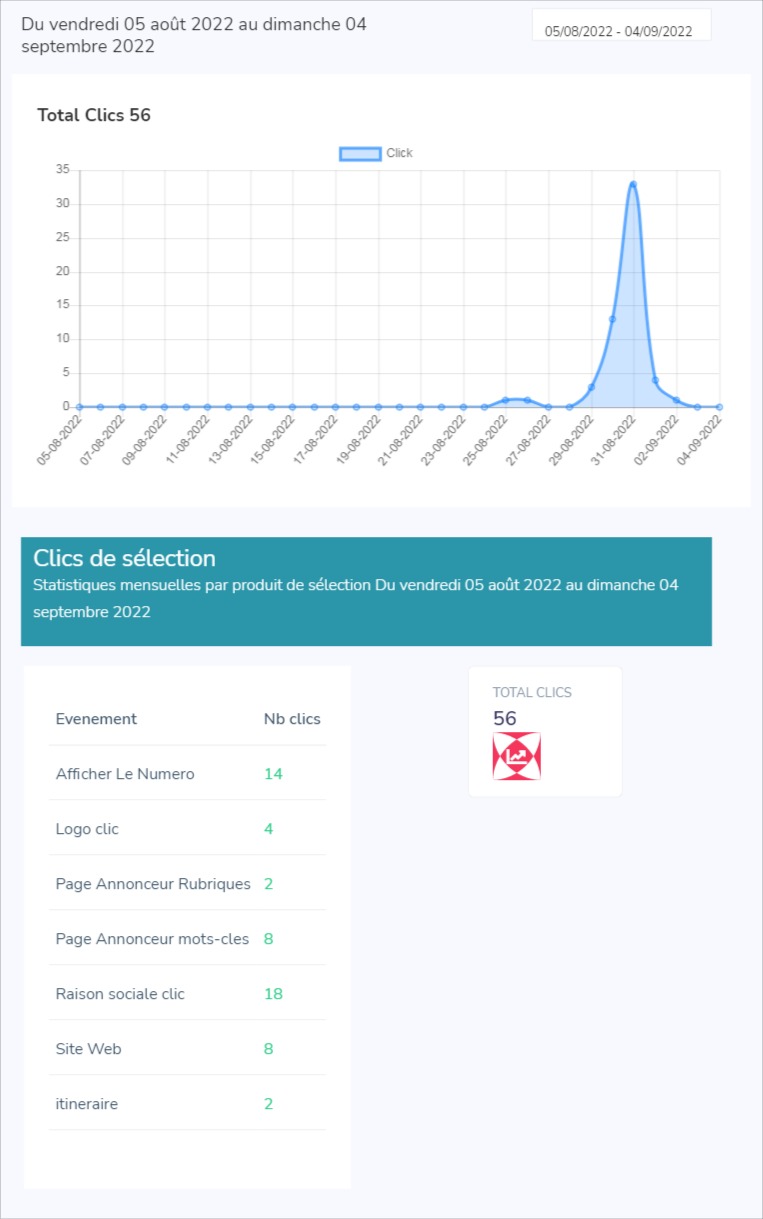 Du vendredi 05 août 2022 au dimanche 04
septembre 2022
05/08/2022 - 04/09/2022
Total Clics 56
Click
35
30
25
20
15
10
5
0
05-08-2022
07-08-2022
09-08-2022
11-08-2022
13-08-2022
15-08-2022
17-08-2022
19-08-2022
21-08-2022
23-08-2022
25-08-2022
27-08-2022
29-08-2022
31-08-2022
02-09-2022
04-09-2022
Clics de sélection
Statistiques mensuelles par produit de sélection Du vendredi 05 août 2022 au dimanche 04
septembre 2022
Evenement Nb clics
Afficher Le Numero 14
Logo clic 4
Page Annonceur Rubriques 2
Page Annonceur mots-cles 8
Raison sociale clic 18
Site Web 8
itineraire 2
TOTAL CLICS
56